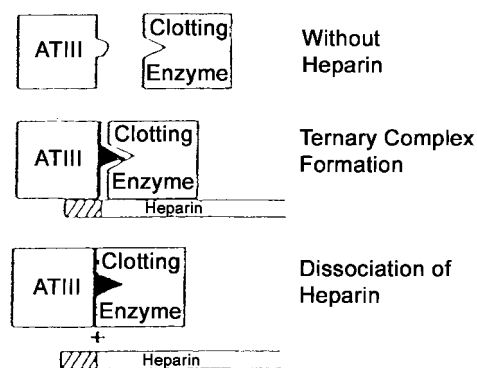 ATIII
Clotting
Enzyme
Without
Heparin
ATIII
Clotting
Enzyme
Heparin
Ternary Complex
Formation
ATIII
Clotting
Enzyme
+
Heparin
Dissociation of
Heparin